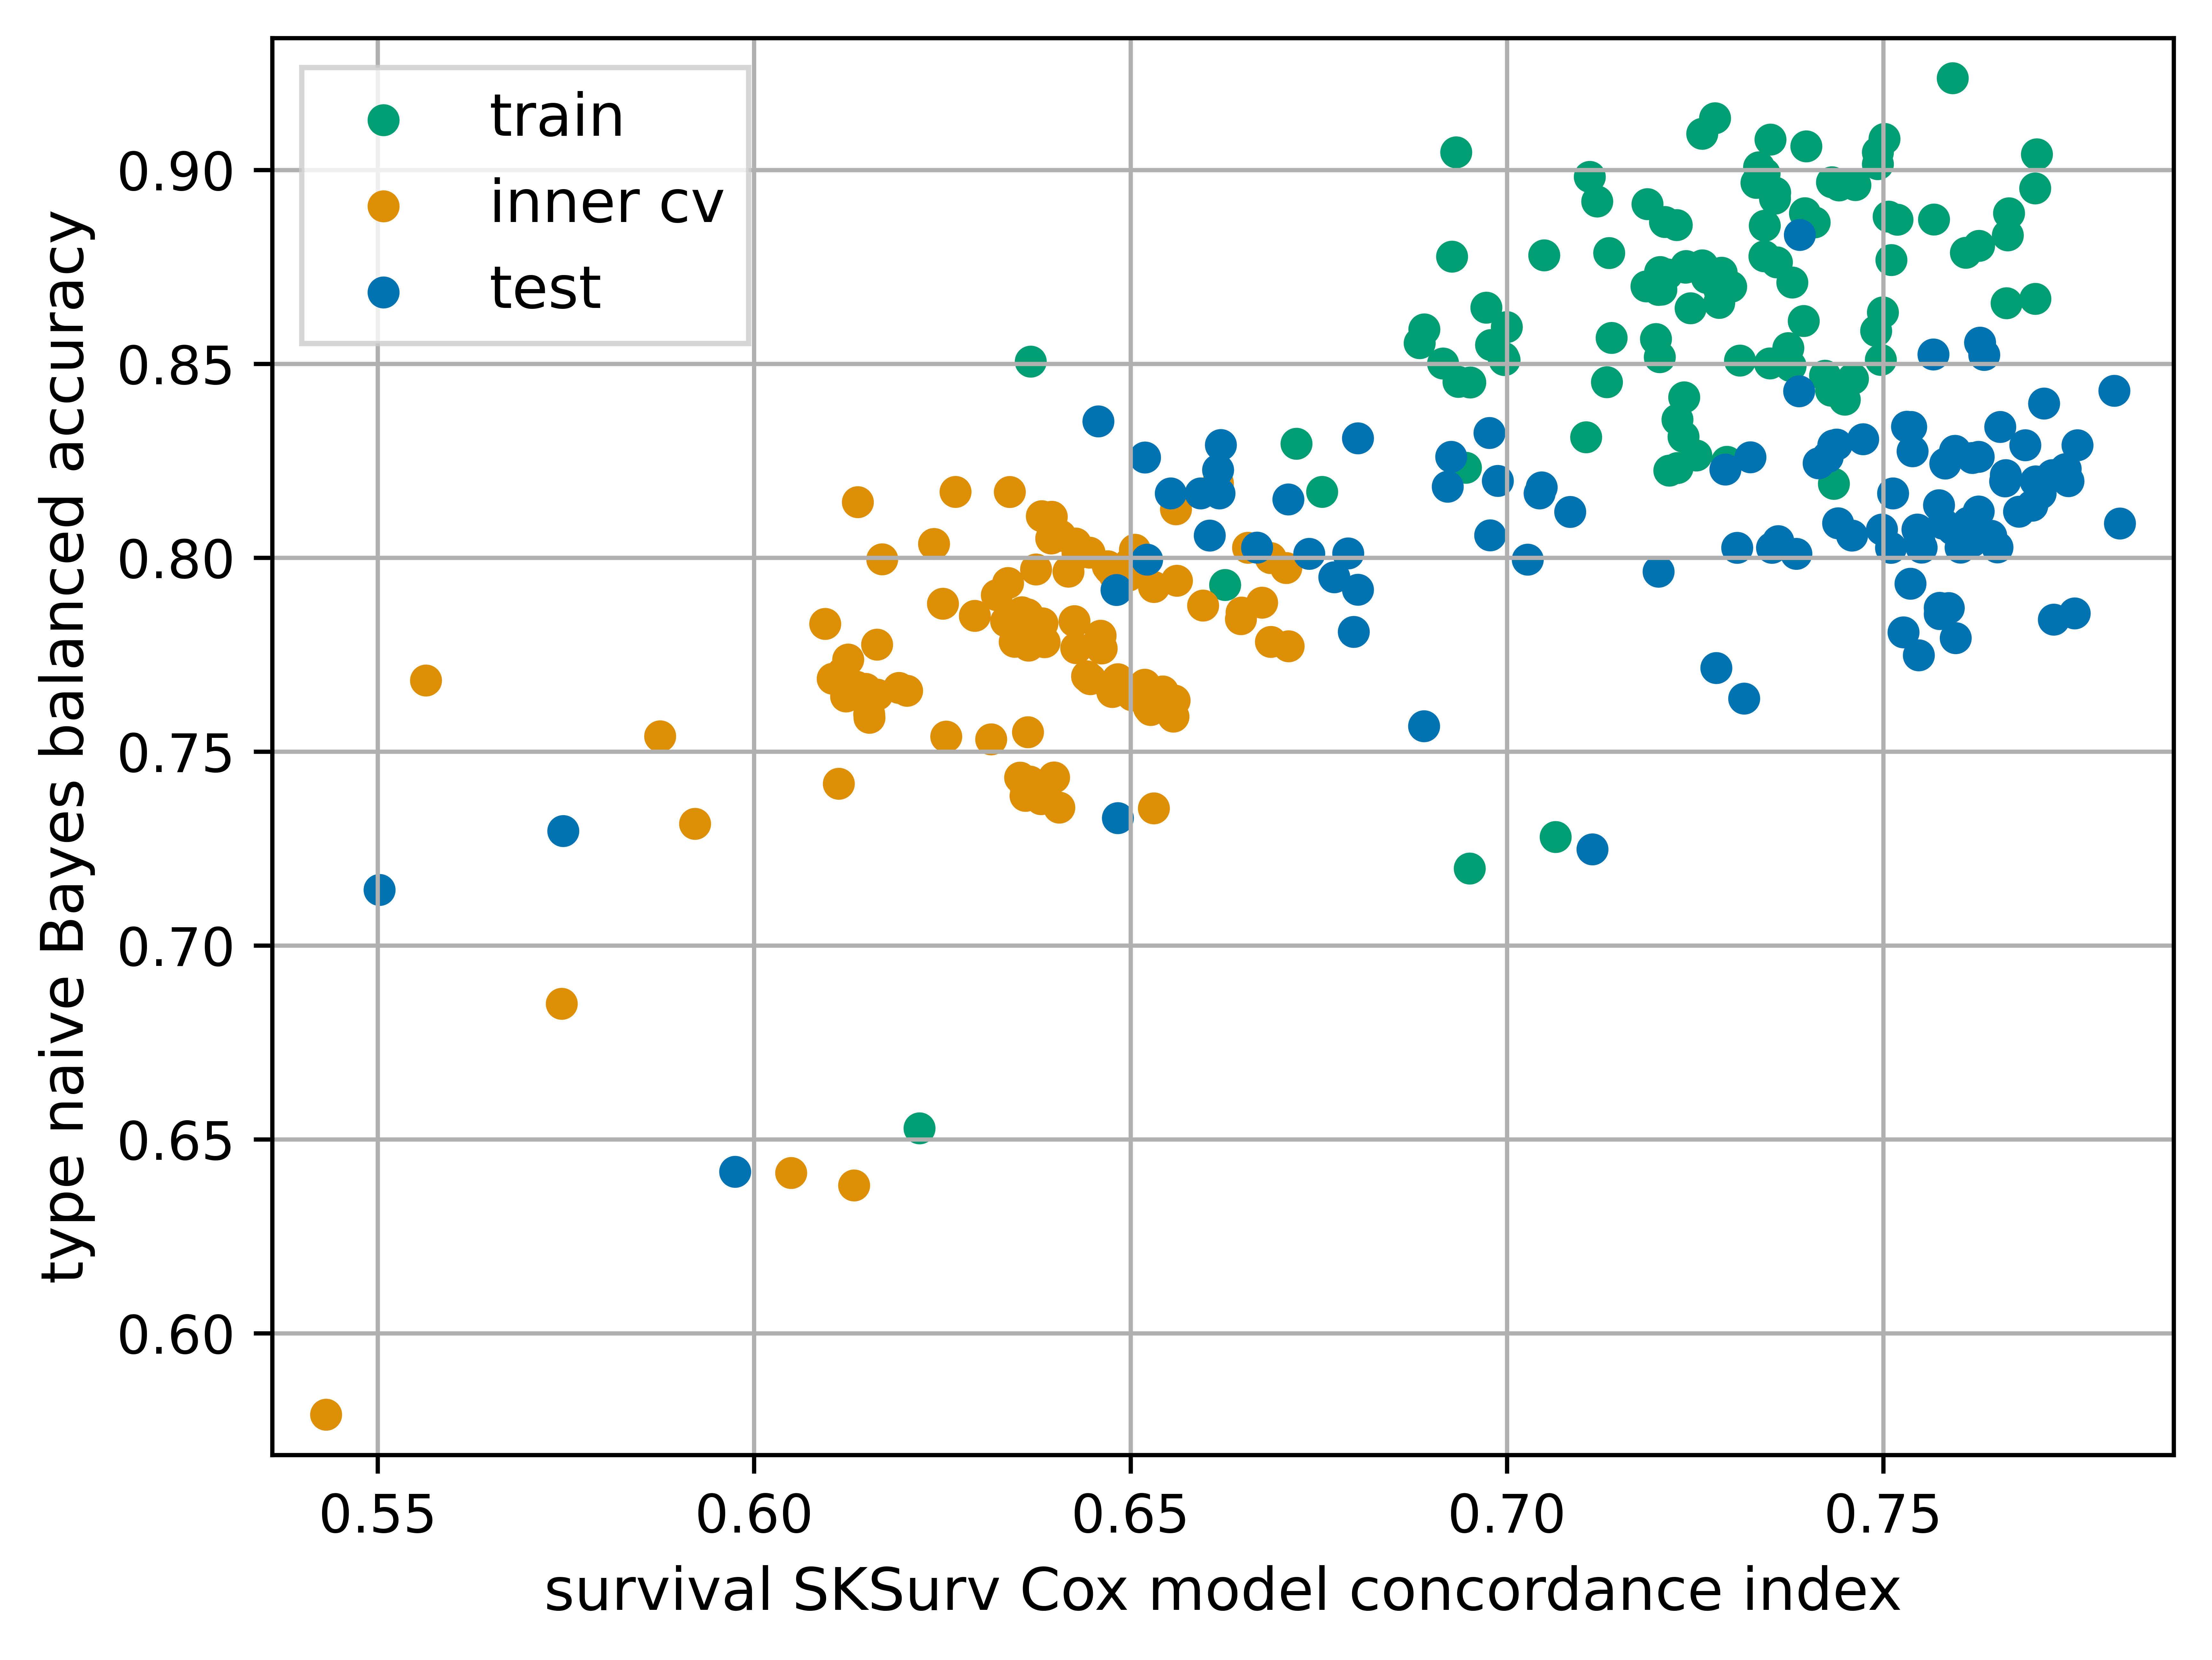 train
inner cv
test
type naive Bayes balanced accuracy
0.90
0.85
0.80
0.75
0.70
0.65
0.60
0.55 0.60 0.65 0.70 0.75
survival SKSurv Cox model concordance index